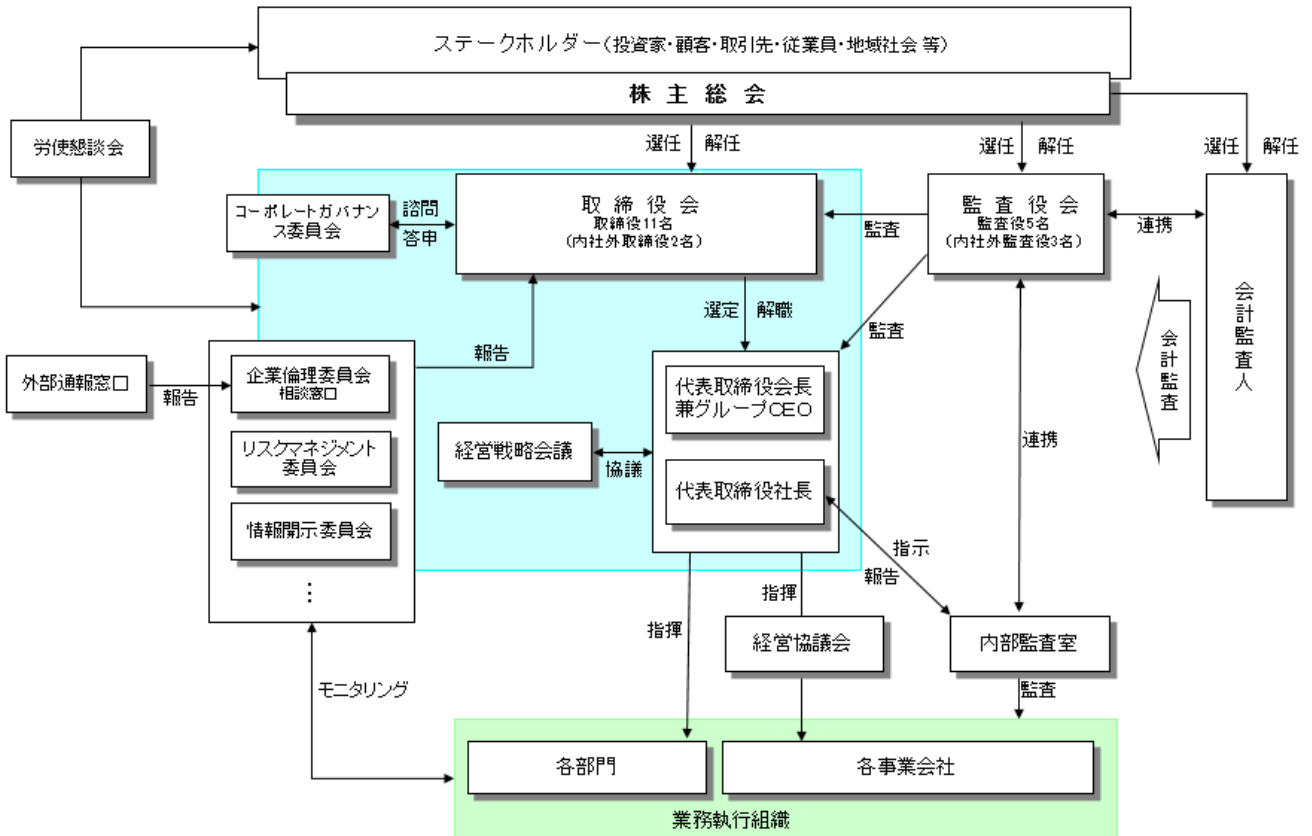 ステークホルダー(投資家・顧客・取引先・従業員・地域社会 等)
株主総会
労使懇談会
選任 解任
選任 解任
選任 解任
コーポレートガバナン
ス委員会
諮問
答申
取締役会
取締役11名
(内社外取締役2名)
監査
監査役会
監査役5名
(内社外監査役3名)
連携
会計監査人
選定 解職
監査
会計監査
報告
外部通報窓口
報告
企業倫理委員会
相談窓口
リスクマネジメント
委員会
情報開示委員会
⋮
経営戦略会議
協議
代表取締役会長
兼グループCEO
代表取締役社長
連携
指示
報告
指揮
指揮
経営協議会
内部監査室
監査
モニタリング
各部門
各事業会社
業務執行組織